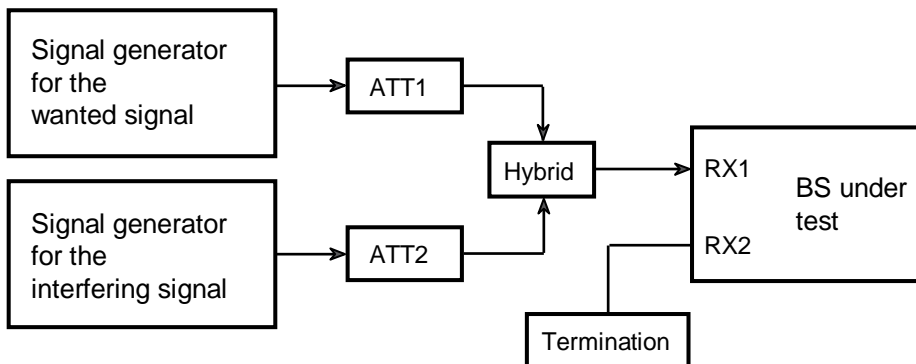 Signal generator
for the
wanted signal
ATT1
Hybrid
RX1
BS under
test
RX2
Signal generator
for the
interfering signal
ATT2
Termination